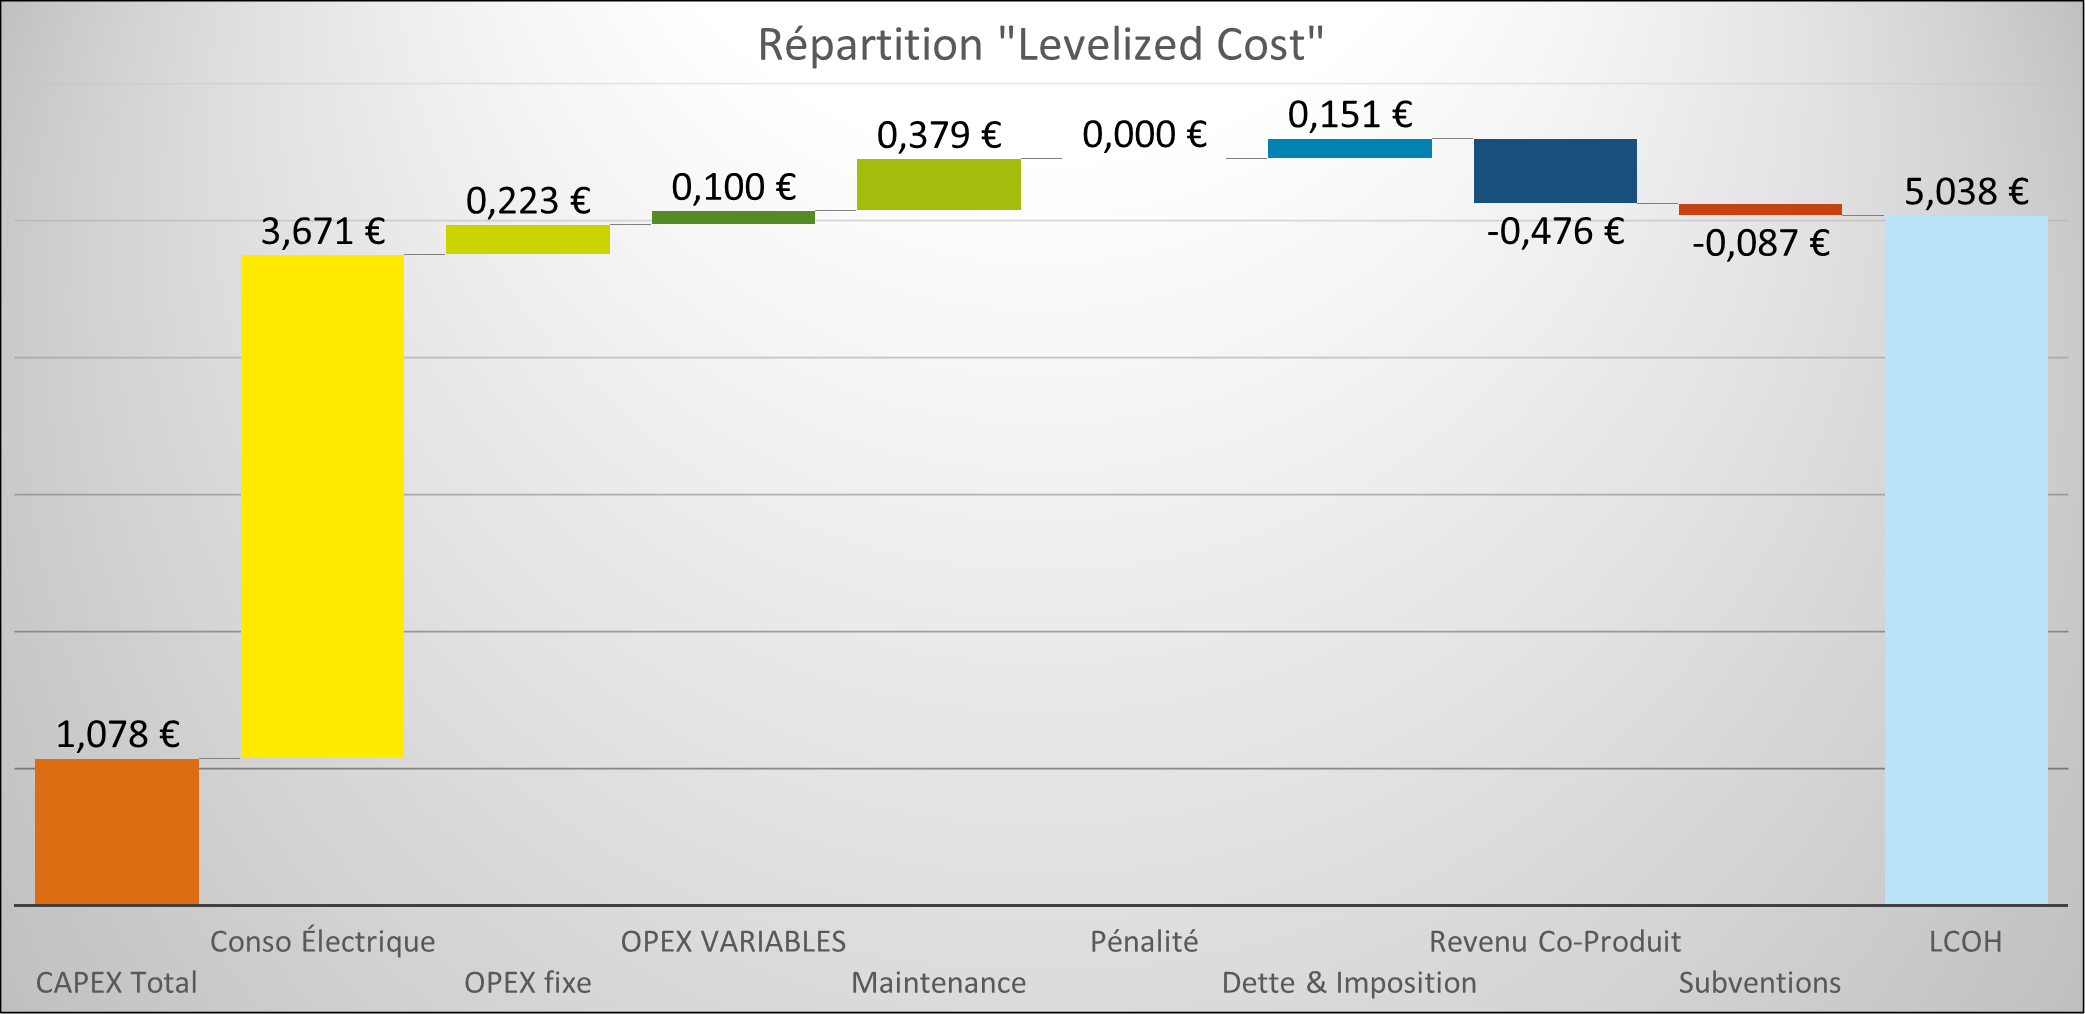 Répartition "Levelized Cost"
1,078 €
3,671 €
0,223 €
0,100 €
0,379 €
0,000 €
0,151 €
-0,476 €
-0,087 €
5,038 €
CAPEX Total
Conso Électrique
OPEX fixe
OPEX VARIABLES
Maintenance
Pénalité
Dette & Imposition
Revenu Co-Produit
Subventions
LCOH